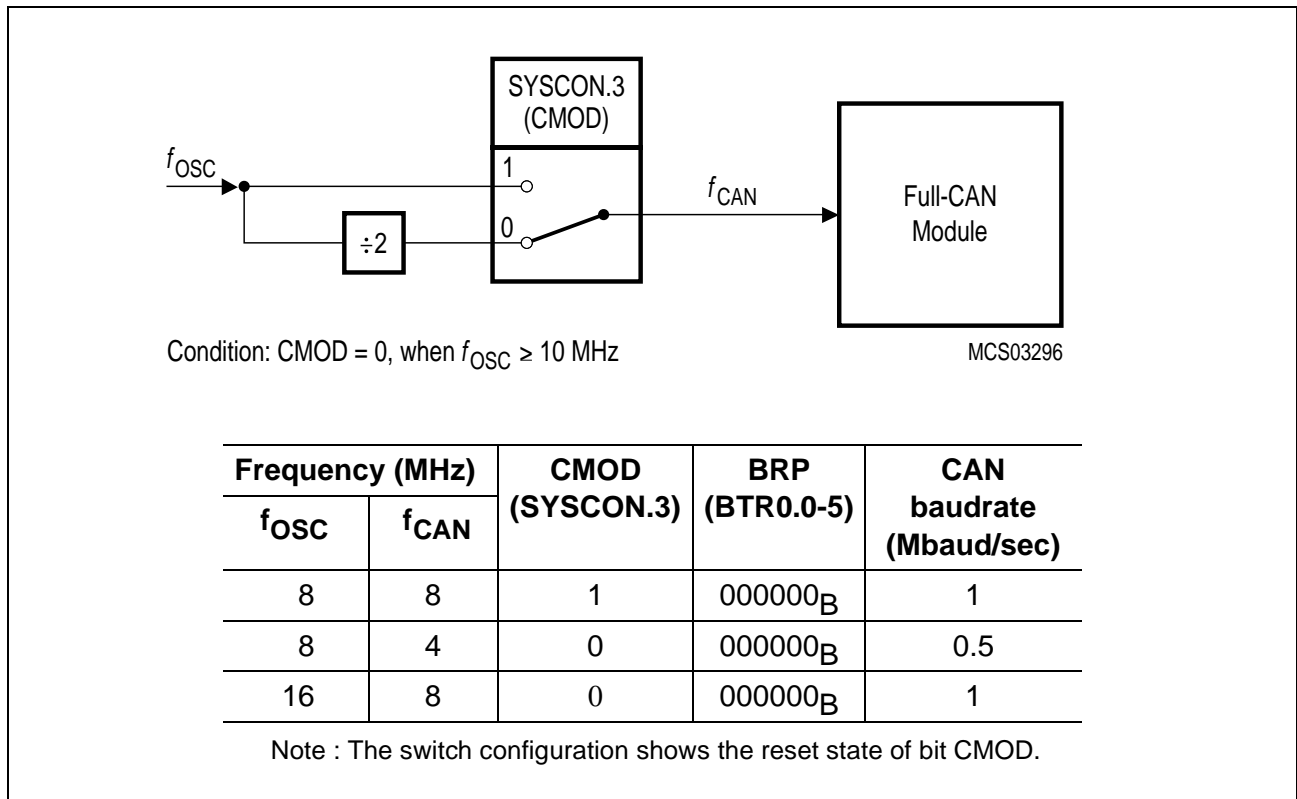 SYSCON.3
(CMOD)
fOSC
1
fCAN
Full-CAN
Module
0
÷2
Condition: CMOD = 0, when fOSC ≥ 10 MHz
MCS03296
Frequency (MHz) CMOD (SYSCON.3) BRP (BTR0.0-5) CAN baudrate (Mbaud/sec)
fOSC fCAN
8 8 1 000000B 1
8 4 0 000000B 0.5
16 8 0 000000B 1
Note : The switch configuration shows the reset state of bit CMOD.